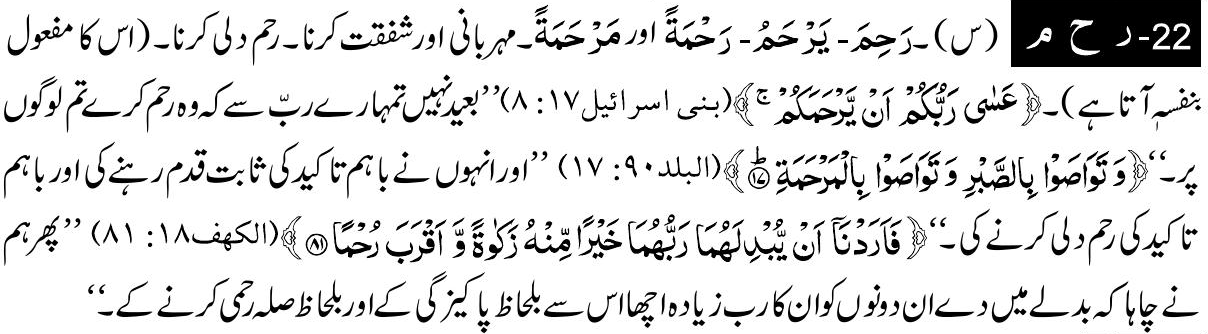 22- ر ح م (س)۔ رَحِمَ - يَرْحَمُ - رَحْمَةً اور مَرْحَمَةً۔ مہربانی اور شفقت کرنا۔ رحم دلی کرنا۔ (اس کا مفعول
بنفسہٖ آتا ہے)۔ ﴿عَسٰى رَبُّكُمْ اَنْ يَّرْحَمَكُمْ ۚ﴾ (بنی اسرائیل ۱۷: ۸) ’’بعید نہیں تمہارے ربّ سے کہ وہ رحم کرے تم لوگوں
پر۔‘‘ ﴿وَ تَوَاصَوْا بِالصَّبْرِ وَ تَوَاصَوْا بِالْمَرْحَمَةِ ؕ۱۷﴾ (البلد ۹۰: ۱۷) ’’اور انہوں نے باہم تاکید کی ثابت قدم رہنے کی اور باہم
تاکید کی رحم دلی کرنے کی۔‘‘ ﴿فَاَرَدْنَاۤ اَنْ يُّبْدِلَهُمَا رَبُّهُمَا خَيْرًا مِّنْهُ زَكٰوةً وَّ اَقْرَبَ رُحْمًا ۸۱﴾ (الکھف ۱۸: ۸۱) ’’پھر ہم
نے چاہا کہ بدلے میں دے ان دونوں کو ان کا رب زیادہ اچھا اس سے بلحاظ پاکیزگی کے اور بلحاظ صلہ رحمی کرنے کے۔‘‘